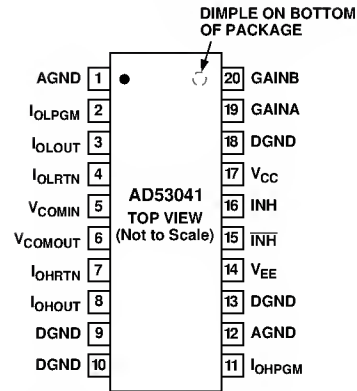 DIMPLE ON BOTTOM
OF PACKAGE
AGND 1
20 GAINB
IOLPGM 2
19 GAINA
IOLOUT 3
18 DGND
IOLRTN 4
17 VCC
VCOMIN 5
AD53041
16 INH
TOP VIEW
VCOMOUT 6
(Not to Scale)
15 INH
IOHRTN 7
14 VEE
IOHOUT 8
13 DGND
DGND 9
12 AGND
DGND 10
11 IOHPGM